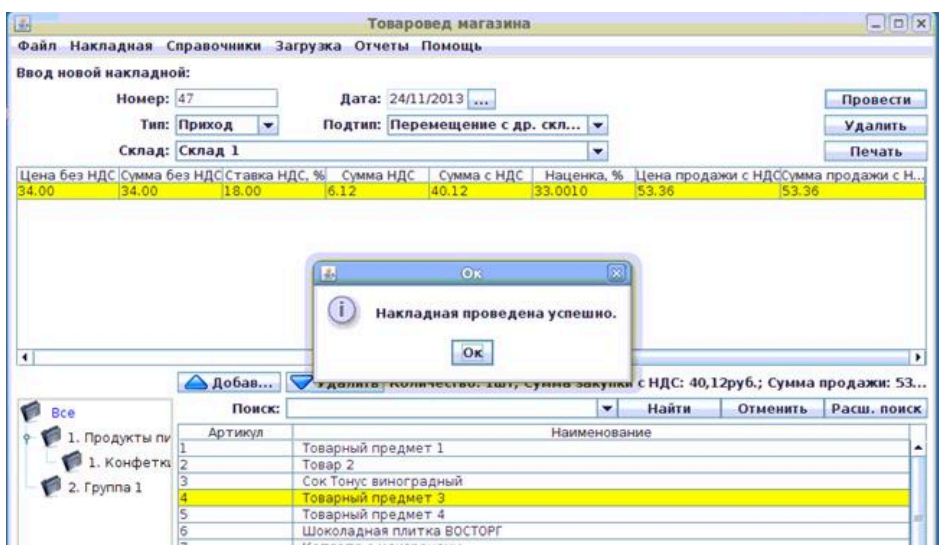 Товаровед магазина
Файл Накладная Справочники Загрузка Отчеты Помощь
Ввод новой накладной:
Номер: 47 Дата: 24/11/2013 ... Провести
Тип: Приход Подтип: Перемещение с др. скл... Удалить
Склад: Склад 1 Печать
Цена без НДС Сумма без НДС Ставка НДС, % Сумма НДС Сумма с НДС Наценка, % Цена продажи с НДС Сумма продажи с Н...
34.00 34.00 18.00 6.12 40.12 33.0010 53.36 53.36
Ок
Накладная проведена успешно.
Ок
Добав... Удалить Количество: 1шт; Сумма закупки с НДС: 40,12руб.; Сумма продажи: 53...
Все Поиск: Найти Отменить Расш. поиск
Артикул Наименование
1. Продукты пи
1 Товарный предмет 1
1. Конфетки
2 Товар 2
3 Сок Тонус виноградный
2. Группа 1
4 Товарный предмет 3
5 Товарный предмет 4
6 Шоколадная плитка ВОСТОРГ